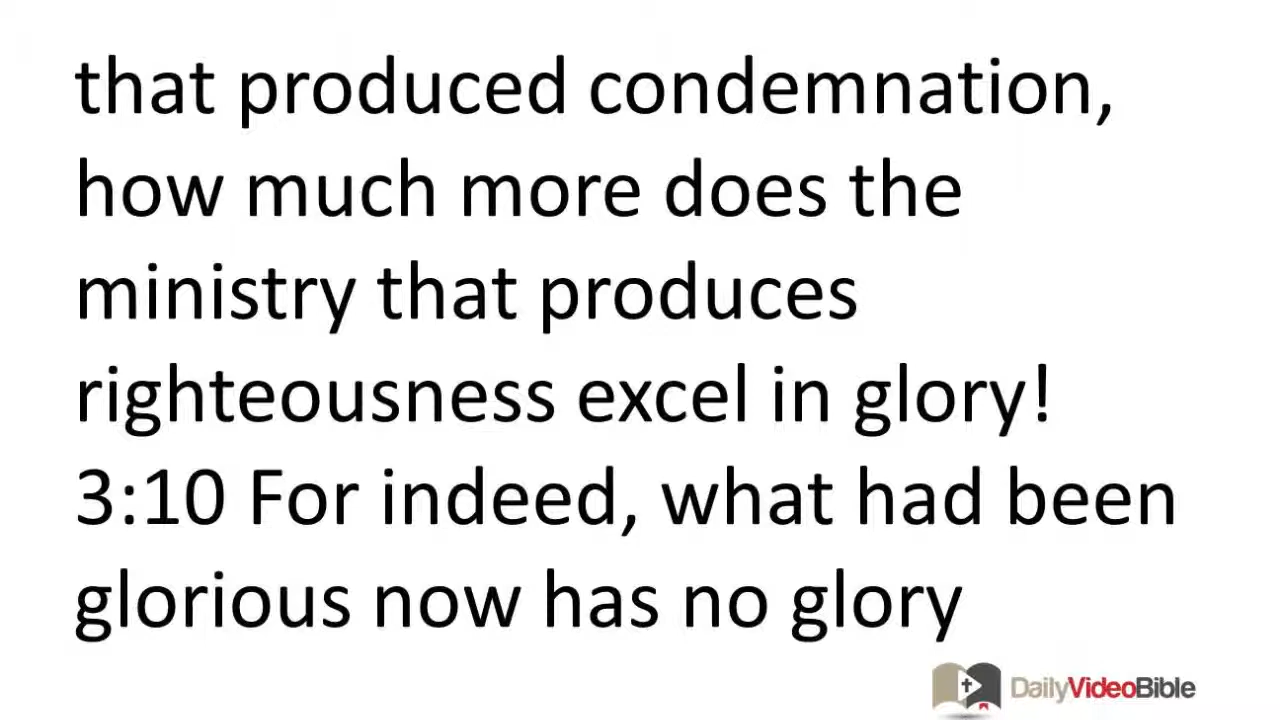 that produced condemnation,
how much more does the
ministry that produces
righteousness excel in glory!
3:10 For indeed, what had been
glorious now has no glory
DailyVideoBible